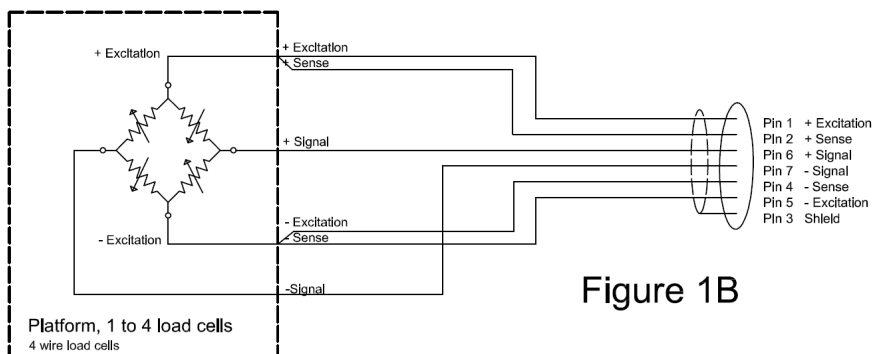 + Excitation
+ Sense
+ Excitation
+ Signal
- Excitation
- Sense
- Excitation
-Signal
Pin 1 + Excitation
Pin 2 + Sense
Pin 6 + Signal
Pin 7 - Signal
Pin 4 - Sense
Pin 5 - Excitation
Pin 3 Shield
Figure 1B
Platform, 1 to 4 load cells
4 wire load cells